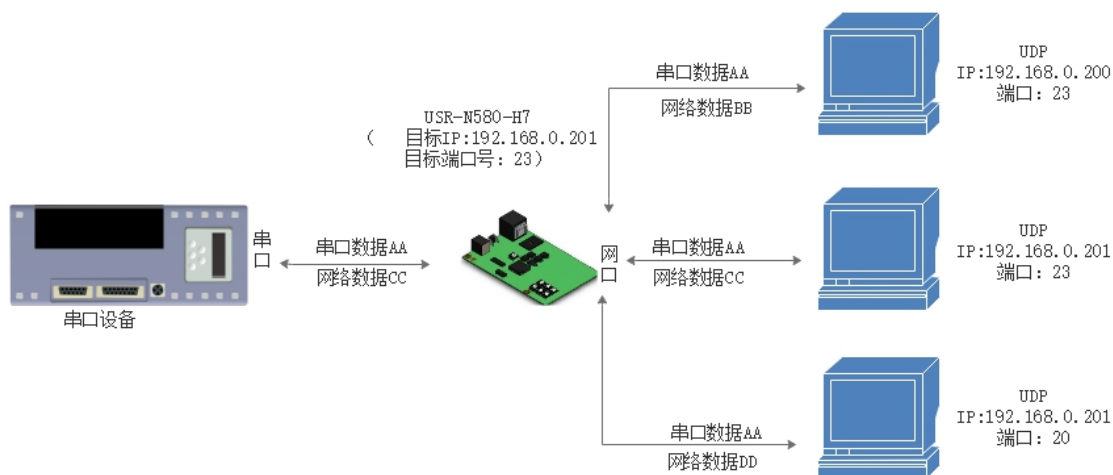 UDP
IP:192.168.0.200
端口：23
串口数据AA
网络数据BB
USR-N580-H7
（ 目标IP:192.168.0.201
目标端口号：23）
串口
串口数据AA
网络数据CC
串口设备
网口
串口数据AA
网络数据CC
UDP
IP:192.168.0.201
端口：23
串口数据AA
网络数据DD
UDP
IP:192.168.0.201
端口：20